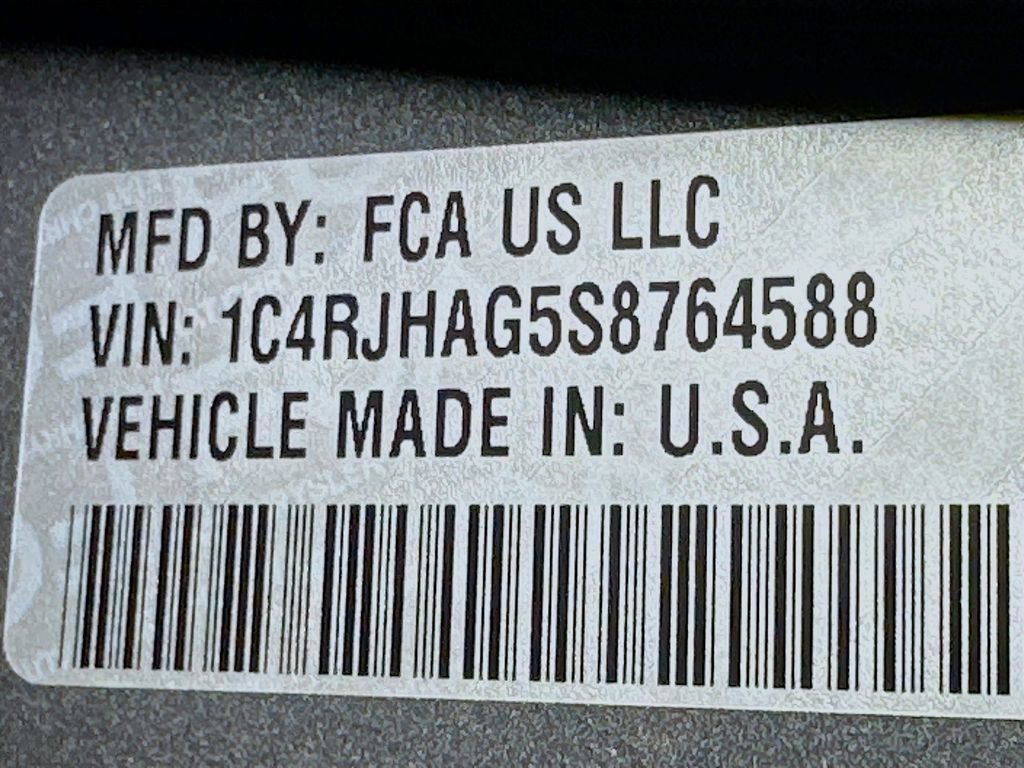 MFD BY: FCA US LLC
VIN: 1C4RJHAG5S8764588
VEHICLE MADE IN: U.S.A.